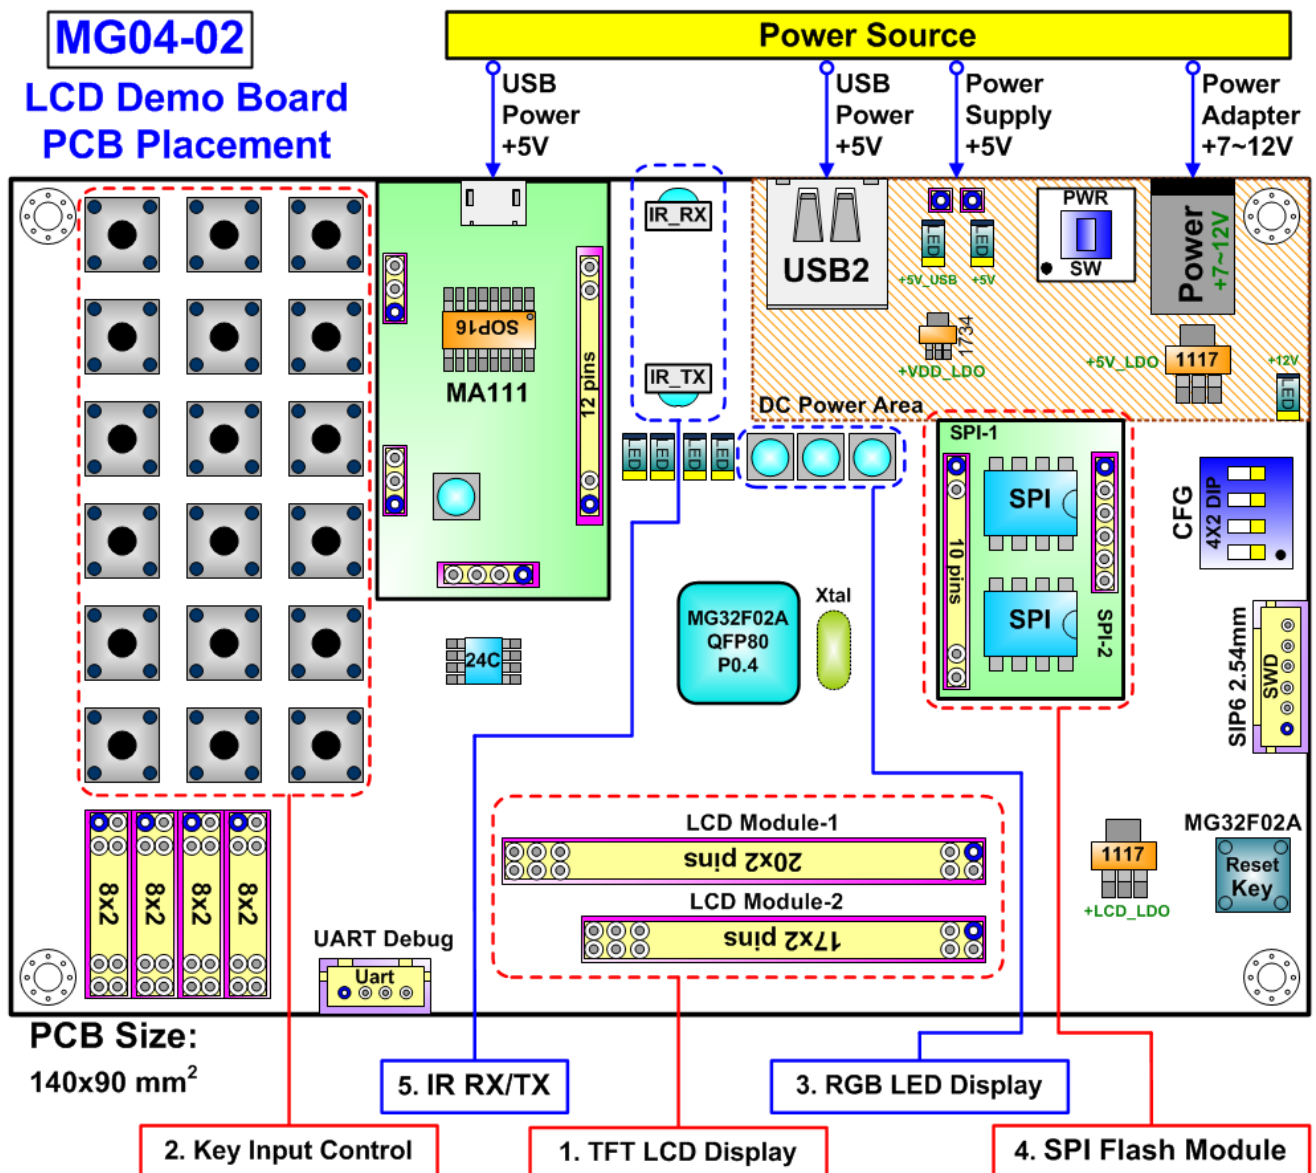 MG04-02
LCD Demo Board
PCB Placement
Power Source
USB
Power
+5V
USB
Power
+5V
Power
Supply
+5V
Power
Adapter
+7~12V
IR_RX
USB2
LED
LED
+5V_USB
+5V
PWR
SW
Power
+7~12V
SOP16
MA111
12 pins
IR_TX
1734
+VDD_LDO
+5V_LDO
1117
+12V
LED
DC Power Area
LED
LED
LED
LED
SPI-1
SPI
10 pins
SPI
SPI-2
CFG
4X2 DIP
MG32F02A
QFP80
P0.4
Xtal
24C
SIP6 2.54mm
SWD
LCD Module-1
20x2 pins
LCD Module-2
17x2 pins
1117
+LCD_LDO
MG32F02A
Reset
Key
8x2
8x2
8x2
8x2
UART Debug
Uart
PCB Size:
140x90 mm²
5. IR RX/TX
3. RGB LED Display
2. Key Input Control
1. TFT LCD Display
4. SPI Flash Module